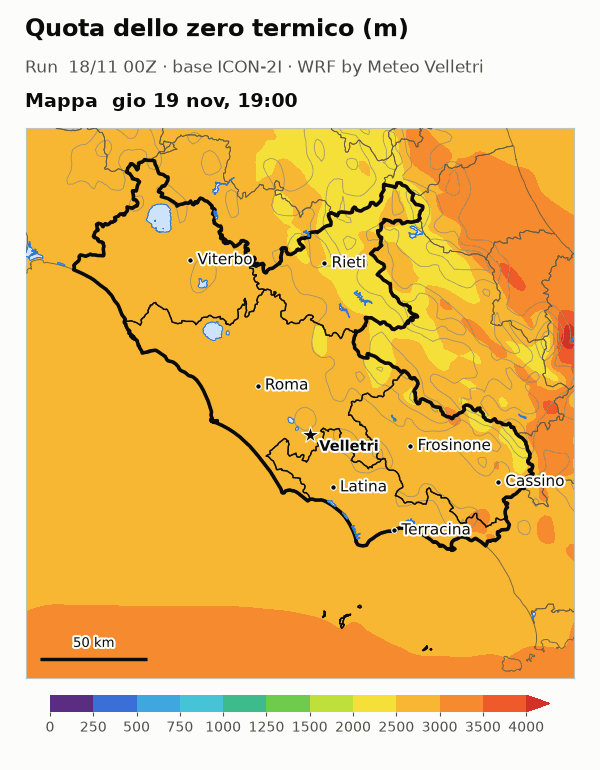 Quota dello zero termico (m)
Run  18/11 00Z · base ICON-2I · WRF by Meteo Velletri
Mappa  gio 19 nov, 19:00
Viterbo
Rieti
Roma
Velletri
Frosinone
Latina
Cassino
Terracina
50 km
0 250 500 750 1000 1250 1500 2000 2500 3000 3500 4000